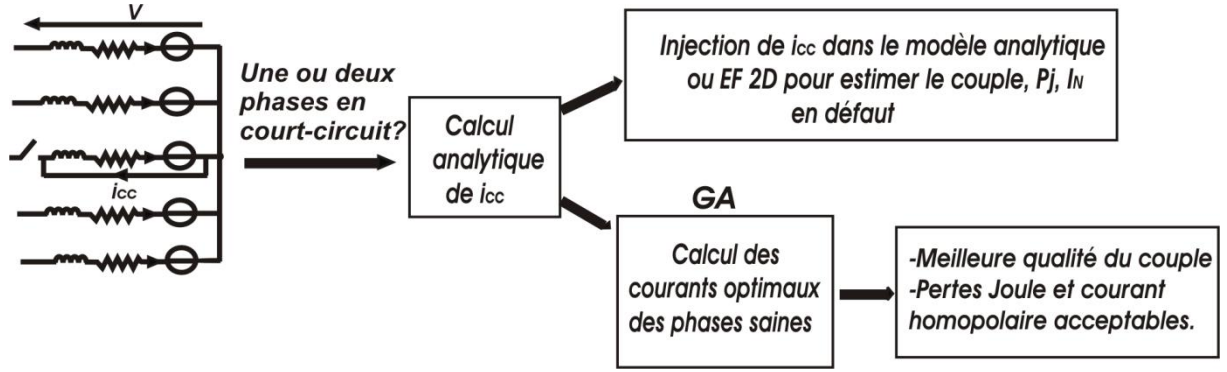 V
icc
Une ou deux
phases en
court-circuit?
Calcul
analytique
de icc
Injection de icc dans le modèle analytique
ou EF 2D pour estimer le couple, Pj, IN
en défaut
GA
Calcul des
courants optimaux
des phases saines
-Meilleure qualité du couple
-Pertes Joule et courant
homopolaire acceptables.